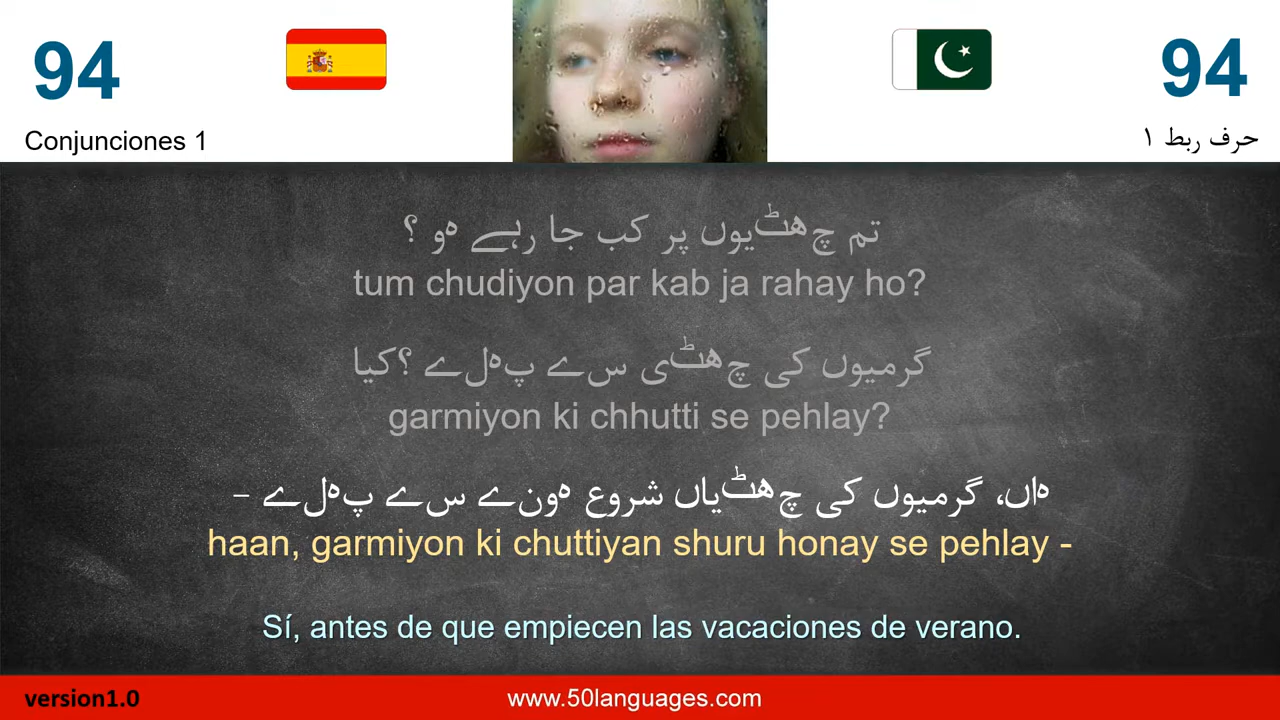 94
94
Conjunciones 1
حرف ربط ۱
تم چھٹیوں پر کب جا رہے ہو ؟
tum chudiyon par kab ja rahay ho?
گرمیوں کی چھٹی سے پہلے ؟کیا
garmiyon ki chhutti se pehlay?
ہاں، گرمیوں کی چھٹیاں شروع ہونے سے پہلے –
haan, garmiyon ki chuttiyan shuru honay se pehlay -
Sí, antes de que empiecen las vacaciones de verano.
version1.0
www.50languages.com